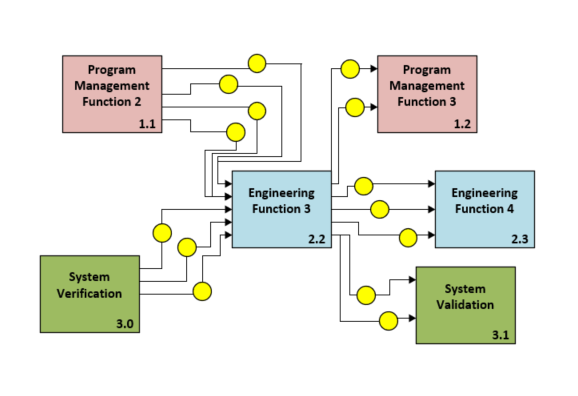 Program
Management
Function 2
1.1
Program
Management
Function 3
1.2
Engineering
Function 3
2.2
Engineering
Function 4
2.3
System
Verification
3.0
System
Validation
3.1